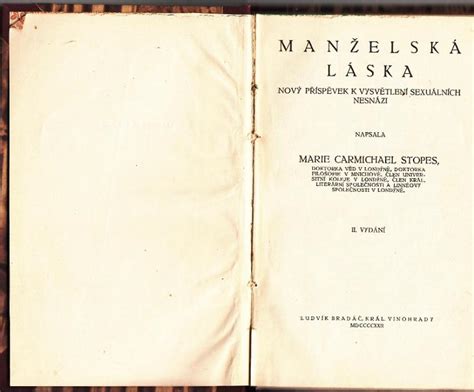 MANŽELSKÁ
LÁSKA
NOVÝ PŘÍSPĚVEK K VYSVĚTLENÍ SEXUÁLNÍCH
NESNÁZÍ
NAPSALA
MARIE CARMICHAEL STOPES,
DOKTORKA VĚD V LONDÝNĚ, DOKTORKA
FILOSOFIE V MNICHOVĚ, ČLEN UNIVER-
SITNÍ KOLEJE V LONDÝNĚ, ČLEN KRÁL.
LITERÁRNÍ SPOLEČNOSTI A LINNÉOVY
SPOLEČNOSTI V LONDÝNĚ.
II. VYDÁNÍ
LUDVÍK BRADÁČ, KRÁL. VINOHRADY
MDCCCCXXII